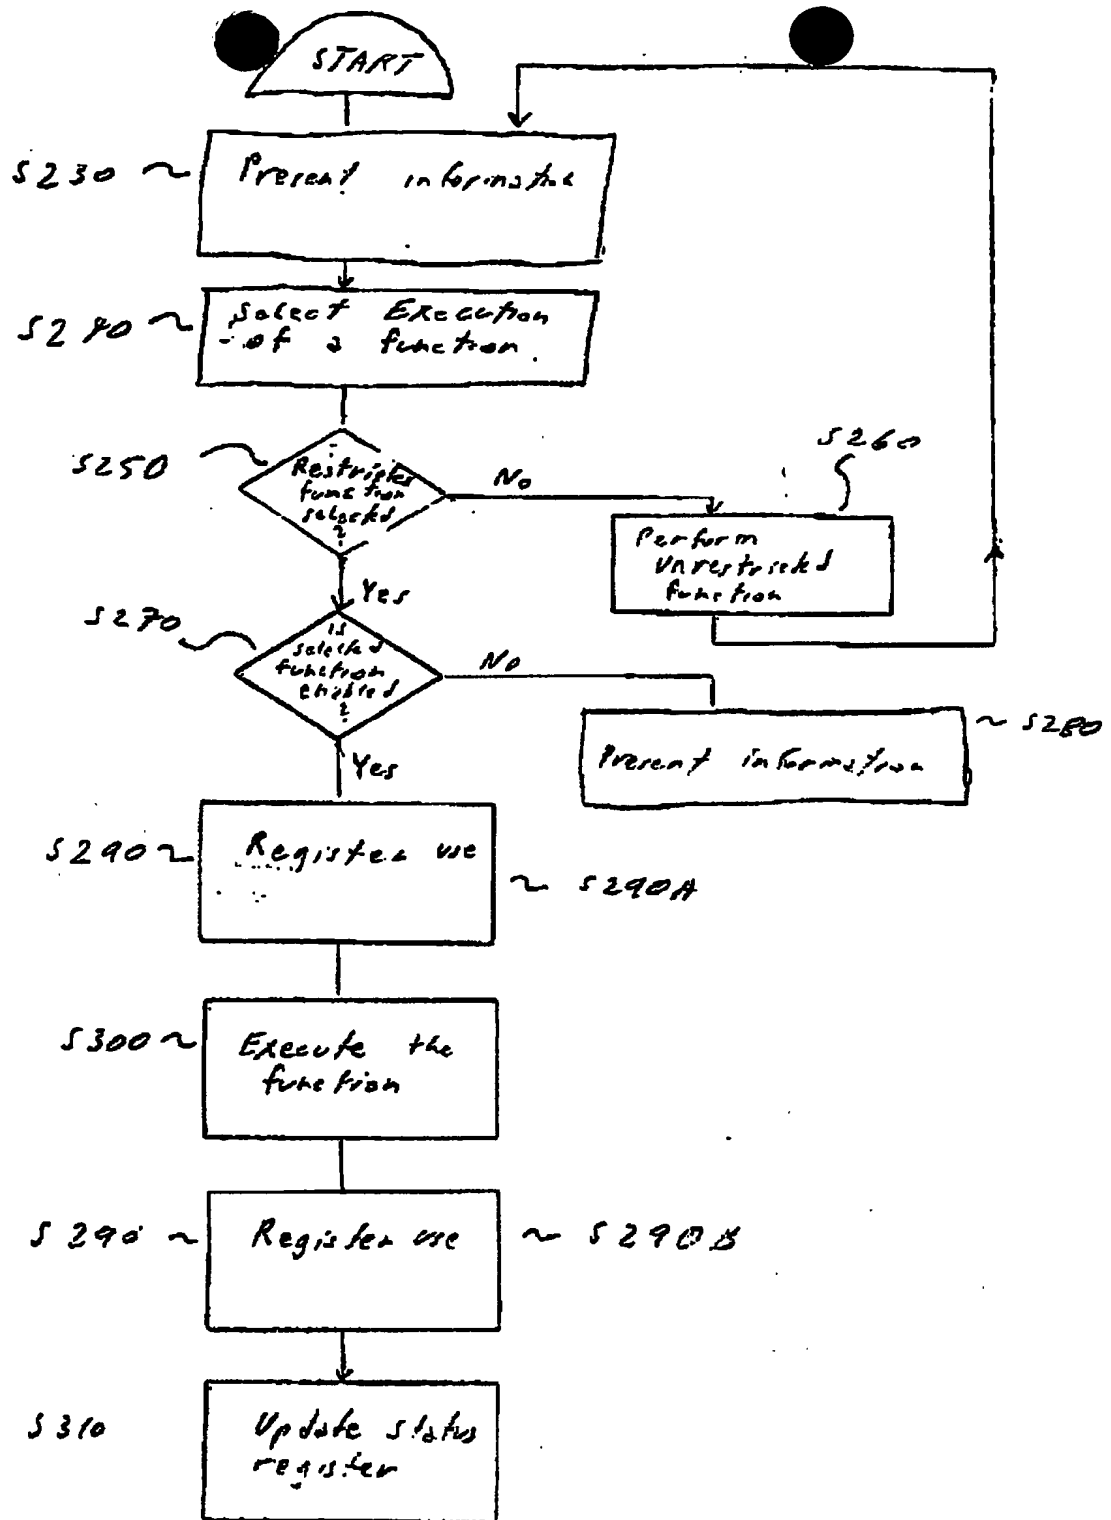 START
S230 Present information
S240 Select Execution
of a function
S250 Restricted
function
selected
?
No
S260
Perform
unrestricted
function
Yes
S270
is
selected
function
enabled
?
No
S280
Present information
Yes
S290 Register use
S290A
S300 Execute the
function
S290 Register use S290B
S310 Update status
register